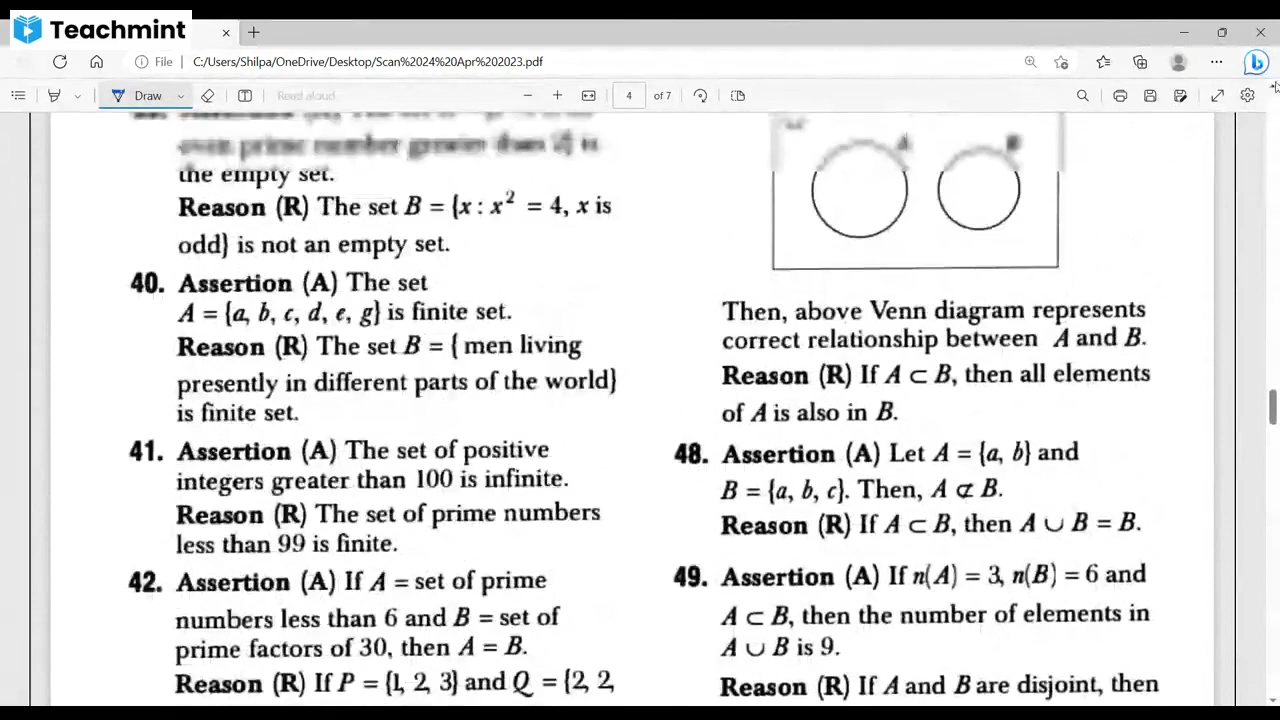 Teachmint
File C:/Users/Shilpa/OneDrive/Desktop/Scan%2024%20Apr%202023.pdf
Draw Read aloud 4 of 7
even prime number greater than 2} is
the empty set.
Reason (R) The set B = {x : x² = 4, x is
odd} is not an empty set.
40. Assertion (A) The set
A = {a, b, c, d, e, g} is finite set.
Reason (R) The set B = { men living
presently in different parts of the world}
is finite set.
41. Assertion (A) The set of positive
integers greater than 100 is infinite.
Reason (R) The set of prime numbers
less than 99 is finite.
42. Assertion (A) If A = set of prime
numbers less than 6 and B = set of
prime factors of 30, then A = B.
Reason (R) If P = {1, 2, 3} and Q = {2, 2,
A B
Then, above Venn diagram represents
correct relationship between A and B.
Reason (R) If A ⊂ B, then all elements
of A is also in B.
48. Assertion (A) Let A = {a, b} and
B = {a, b, c}. Then, A ⊄ B.
Reason (R) If A ⊂ B, then A ∪ B = B.
49. Assertion (A) If n(A) = 3, n(B) = 6 and
A ⊂ B, then the number of elements in
A ∪ B is 9.
Reason (R) If A and B are disjoint, then